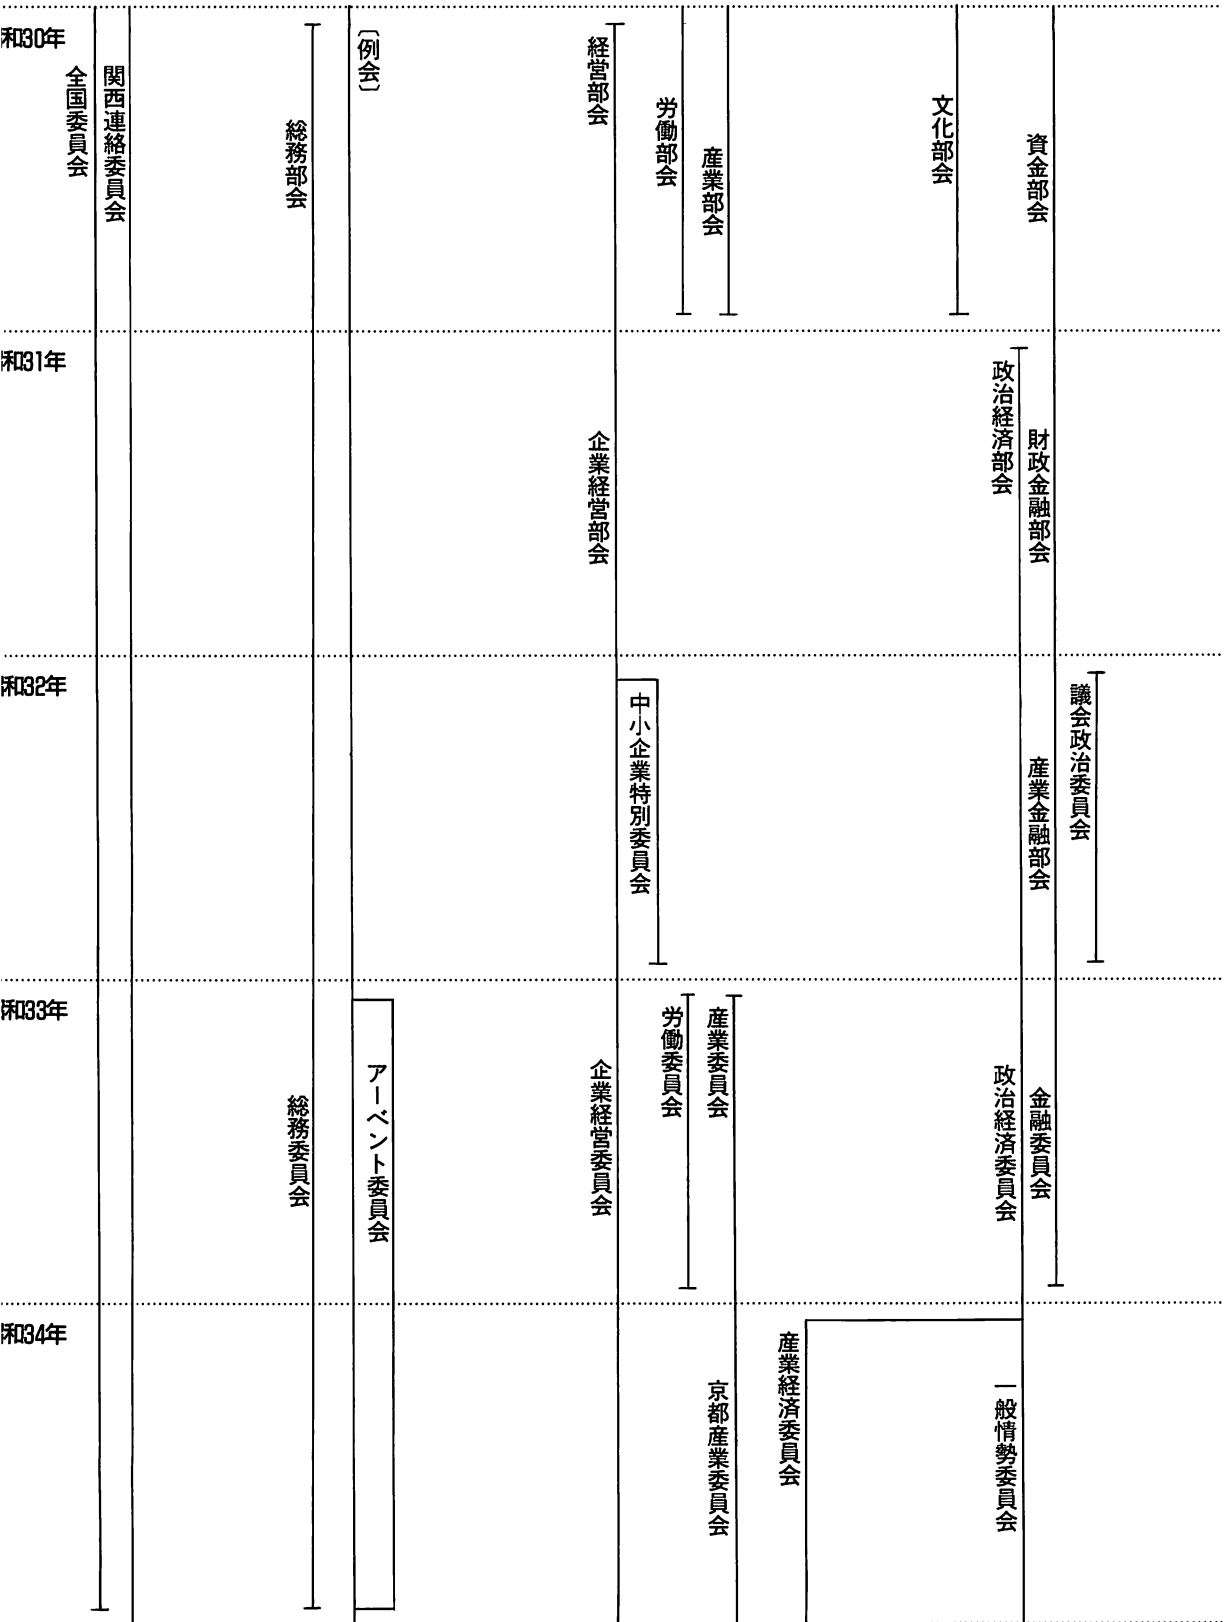 和30年
全国委員会
関西連絡委員会
総務部会
〔例会〕
経営部会
労働部会
産業部会
文化部会
資金部会
和31年
企業経営部会
政治経済部会
財政金融部会
和32年
中小企業特別委員会
産業金融部会
議会政治委員会
和33年
総務委員会
アーベント委員会
企業経営委員会
労働委員会
産業委員会
政治経済委員会
金融委員会
和34年
京都産業委員会
産業経済委員会
一般情勢委員会